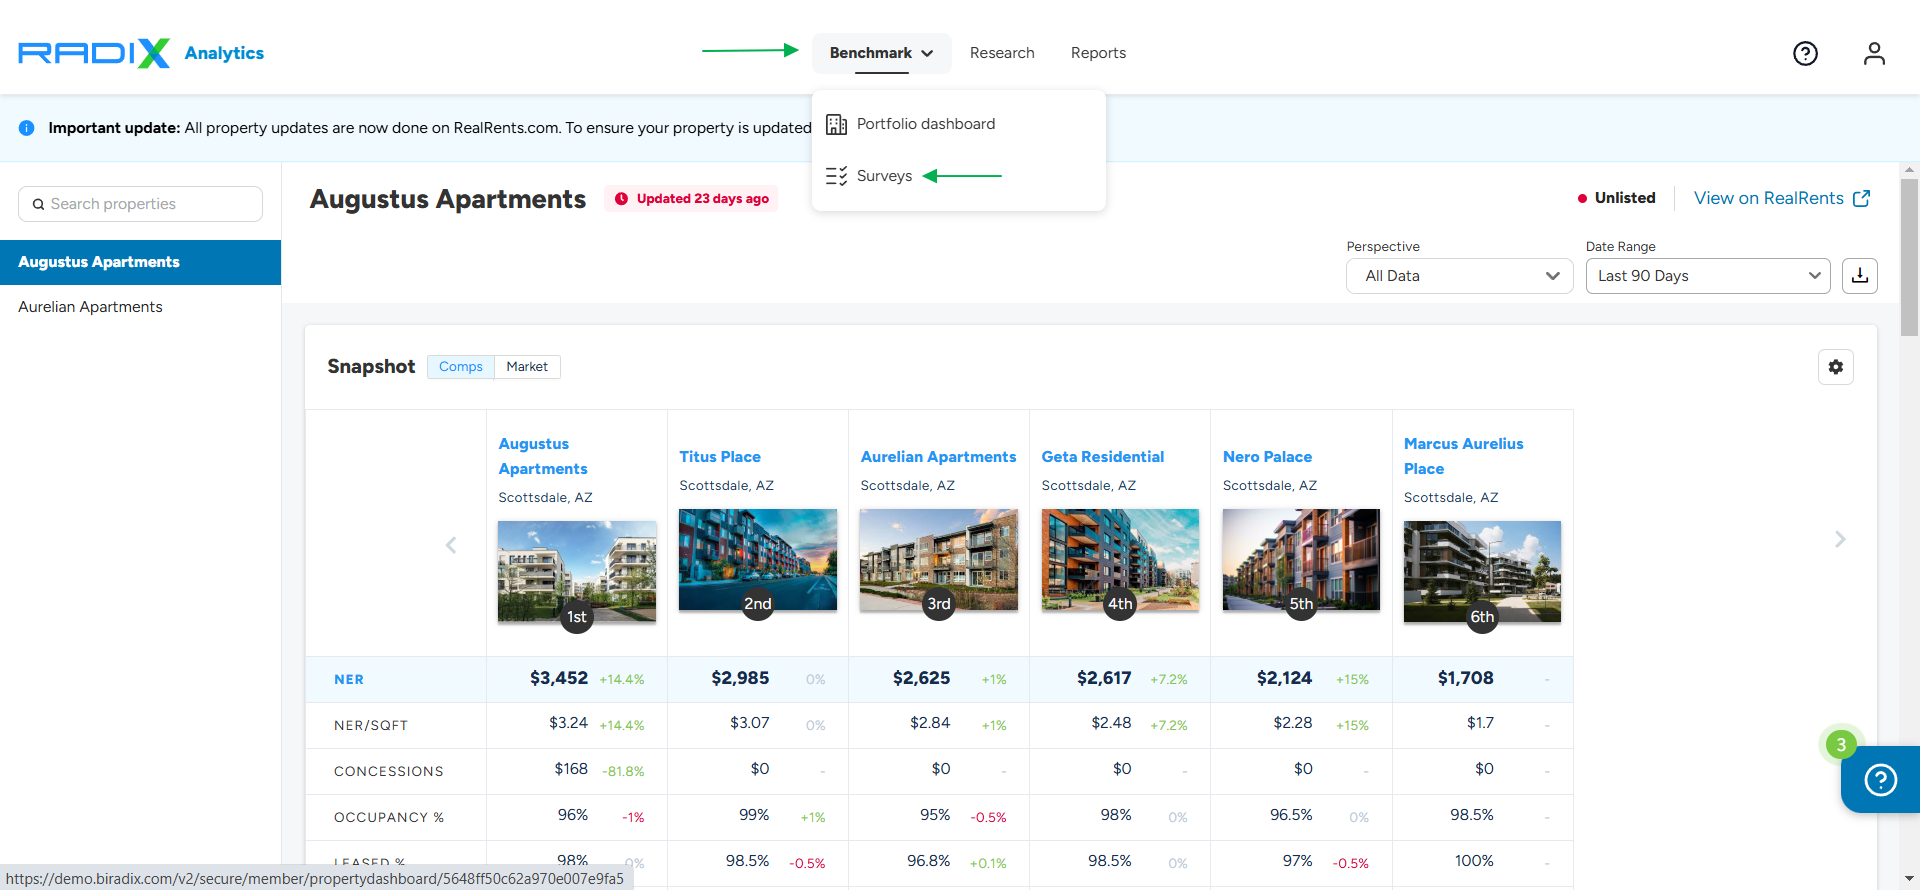 RADIX Analytics
Benchmark
Research
Reports
Important update: All property updates are now done on RealRents.com. To ensure your property is updated
Portfolio dashboard
Surveys
Search properties
Augustus Apartments
Aurelian Apartments
Augustus Apartments
Updated 23 days ago
Unlisted
View on RealRents
Perspective
Date Range
All Data
Last 90 Days
Snapshot
Comps
Market
Augustus Apartments
Scottsdale, AZ
1st
Titus Place
Scottsdale, AZ
2nd
Aurelian Apartments
Scottsdale, AZ
3rd
Geta Residential
Scottsdale, AZ
4th
Nero Palace
Scottsdale, AZ
5th
Marcus Aurelius Place
Scottsdale, AZ
6th
NER $3,452 +14.4% $2,985 0% $2,625 +1% $2,617 +7.2% $2,124 +15% $1,708 -
NER/SQFT $3.24 +14.4% $3.07 0% $2.84 +1% $2.48 +7.2% $2.28 +15% $1.7 -
CONCESSIONS $168 -81.8% $0 - $0 - $0 - $0 - $0 -
OCCUPANCY % 96% -1% 99% +1% 95% -0.5% 98% 0% 96.5% 0% 98.5% -
LEASED % 98% 0% 98.5% -0.5% 96.8% +0.1% 98.5% 0% 97% -0.5% 100% -
3
https://demo.biradix.com/v2/secure/member/propertydashboard/5648ff50c62a970e007e9fa5